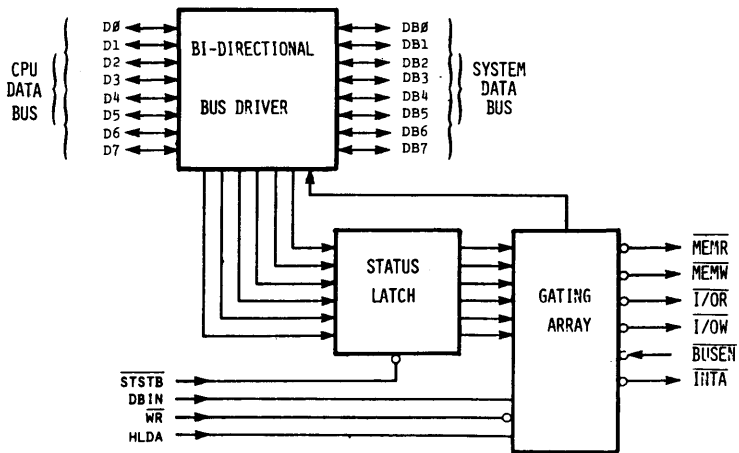 D0
D1
D2
D3
D4
D5
D6
D7
CPU
DATA
BUS
BI-DIRECTIONAL
BUS DRIVER
DB0
DB1
DB2
DB3
DB4
DB5
DB6
DB7
SYSTEM
DATA
BUS
STATUS
LATCH
GATING
ARRAY
MEMR
MEMW
I/OR
I/OW
BUSEN
INTA
STSTB
DBIN
WR
HLDA